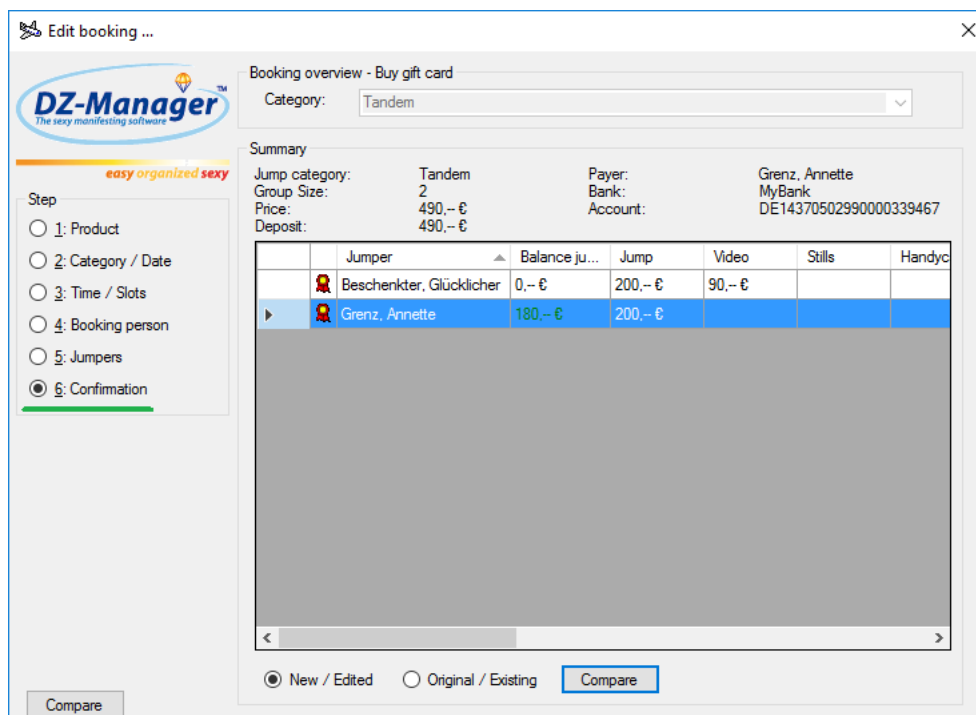 Edit booking ...
DZ-Manager™
The sexy manifesting software
easy organized sexy
Step
1: Product
2: Category / Date
3: Time / Slots
4: Booking person
5: Jumpers
6: Confirmation
Compare
Booking overview - Buy gift card
Category: Tandem
Summary
Jump category: Tandem Payer: Grenz, Annette
Group Size: 2 Bank: MyBank
Price: 490,-- € Account: DE14370502990000339467
Deposit: 490,-- €
Jumper Balance ju... Jump Video Stills Handyc
Beschenkter, Glücklicher 0,-- € 200,-- € 90,-- €
Grenz, Annette 180,-- € 200,-- €
New / Edited Original / Existing Compare